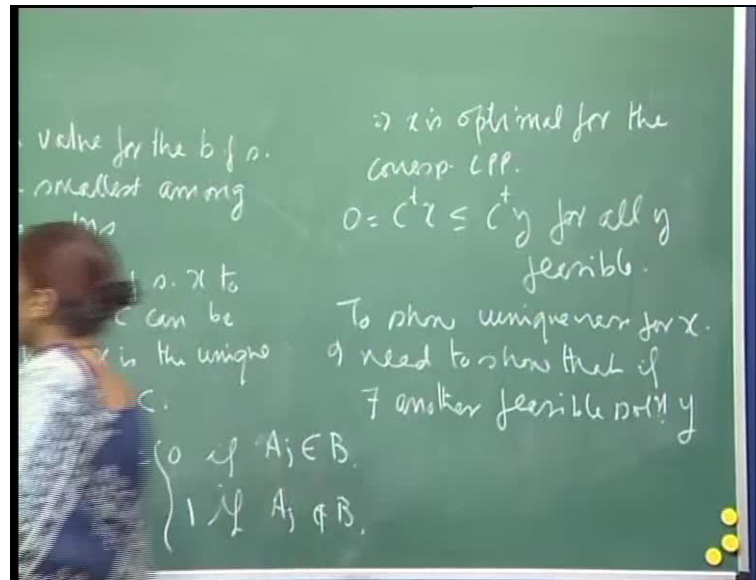 value for the b f s.
smallest among
s. x to
C can be
x is the unique
C.
= { 0 if Aj ∈ B.
1 if Aj ∉ B.
⇒ x is optimal for the
corresp. LPP.
0 = Cᵗx ≤ Cᵗy for all y
feasible.
To show uniqueness for x.
I need to show that if
∃ another feasible soln y